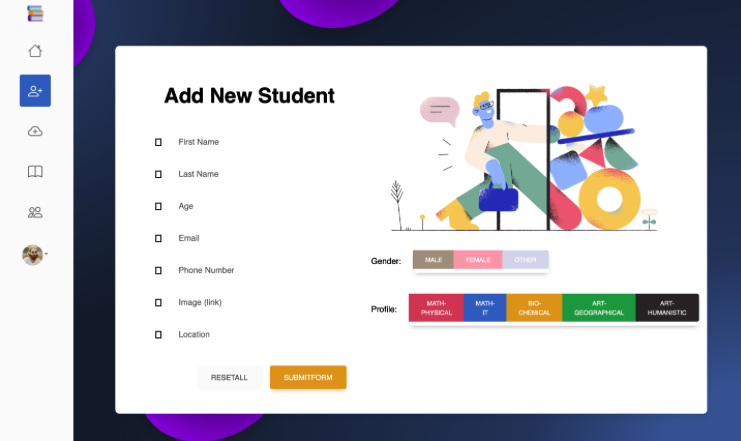 Add New Student
First Name
Last Name
Age
Email
Phone Number
Image (link)
Location
RESETALL
SUBMITFORM
Gender:
MALE
FEMALE
OTHER
Profile:
MATH-
PHYSICAL
MATH-
IT
BIO-
CHEMICAL
ART-
GEOGRAPHICAL
ART-
HUMANISTIC